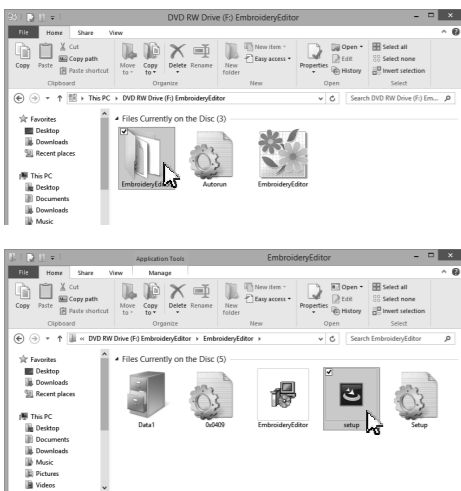 DVD RW Drive (F:) EmbroideryEditor
File Home Share View
Copy Paste Cut Copy path Paste shortcut Move to Copy to Delete Rename New folder New item Easy access Properties Open Edit History Select all Select none Invert selection
Clipboard Organize New Open Select
This PC DVD RW Drive (F:) EmbroideryEditor Search DVD RW Drive (F:) Em...
Favorites
Desktop
Downloads
Recent places
This PC
Desktop
Documents
Downloads
Music
Files Currently on the Disc (3)
EmbroideryEd Autorun EmbroideryEditor
Application Tools EmbroideryEditor
File Home Share View Manage
Copy Paste Cut Copy path Paste shortcut Move to Copy to Delete Rename New folder New item Easy access Properties Open Edit History Select all Select none Invert selection
Clipboard Organize New Open Select
« DVD RW Drive (F:) EmbroideryEditor EmbroideryEditor Search EmbroideryEditor
Favorites
Desktop
Downloads
Recent places
This PC
Desktop
Documents
Downloads
Music
Pictures
Videos
Files Currently on the Disc (5)
Data1 0x0409 EmbroideryEditor setup Setup